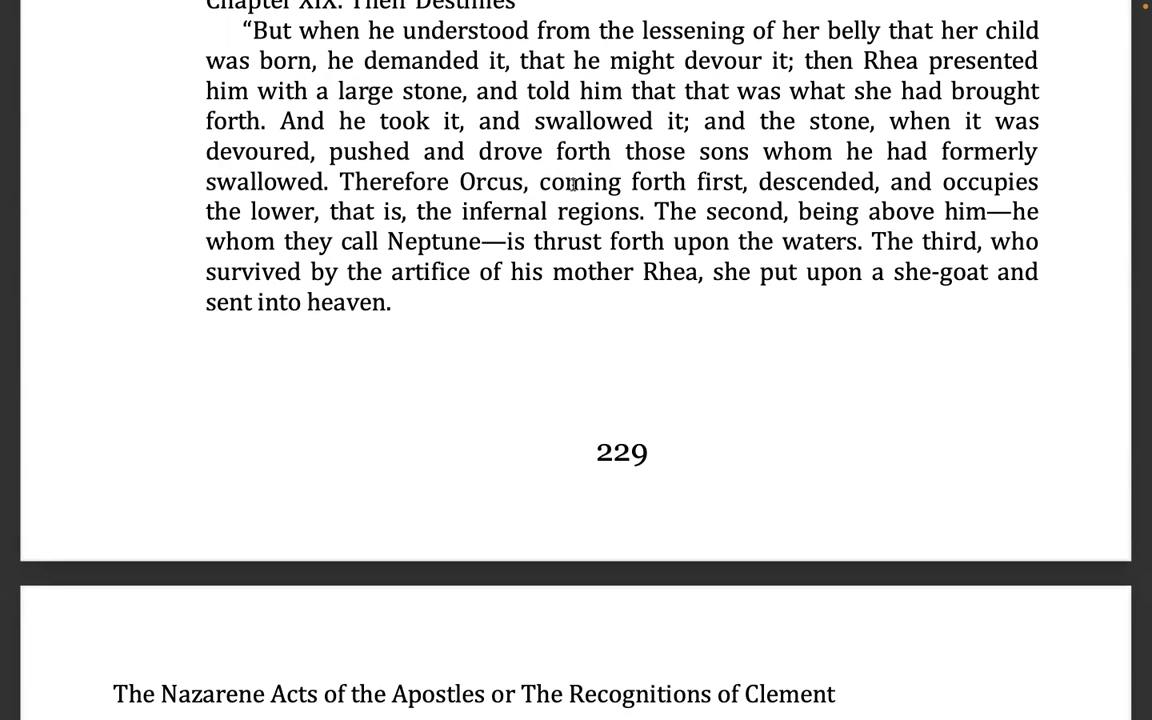 Chapter XIX. Their Destinies
“But when he understood from the lessening of her belly that her child
was born, he demanded it, that he might devour it; then Rhea presented
him with a large stone, and told him that that was what she had brought
forth. And he took it, and swallowed it; and the stone, when it was
devoured, pushed and drove forth those sons whom he had formerly
swallowed. Therefore Orcus, coming forth first, descended, and occupies
the lower, that is, the infernal regions. The second, being above him—he
whom they call Neptune—is thrust forth upon the waters. The third, who
survived by the artifice of his mother Rhea, she put upon a she-goat and
sent into heaven.
229
The Nazarene Acts of the Apostles or The Recognitions of Clement